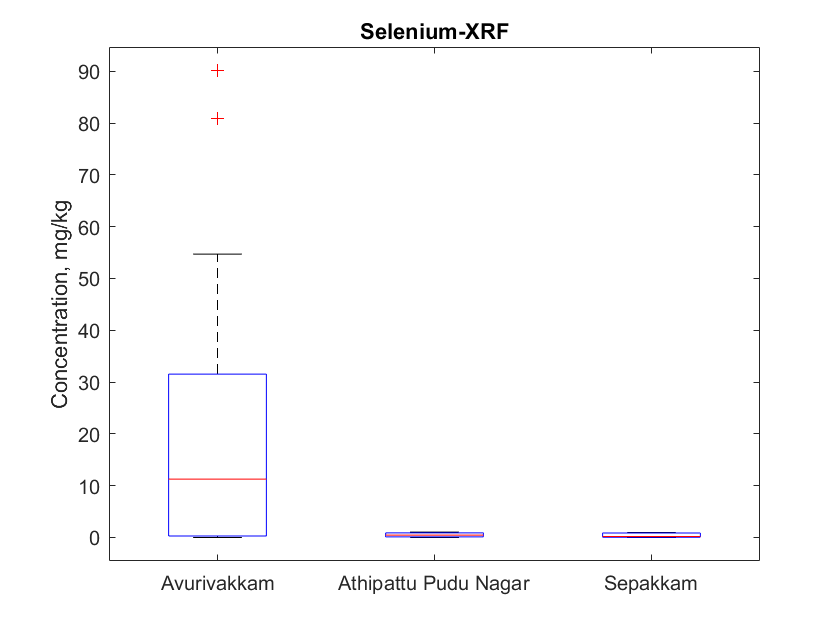 Selenium-XRF
Concentration, mg/kg
90
80
70
60
50
40
30
20
10
0
Avurivakkam
Athipattu Pudu Nagar
Sepakkam